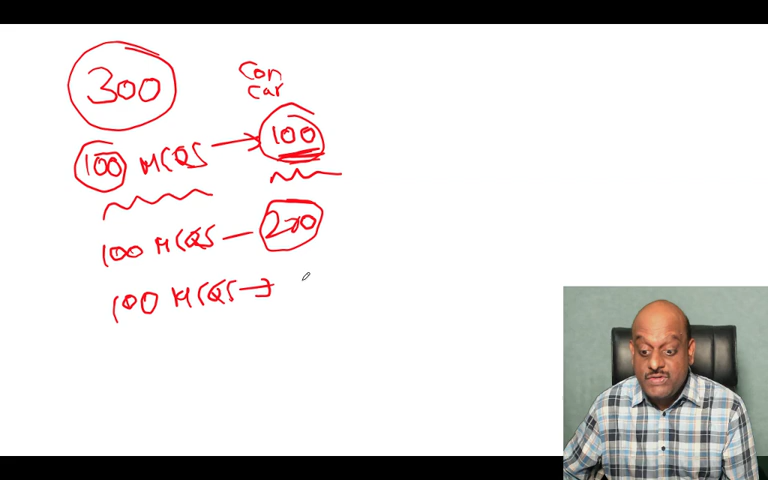 300
Con
Car
100 MCQS → 100
100 MCQS — 200
100 MCQS →